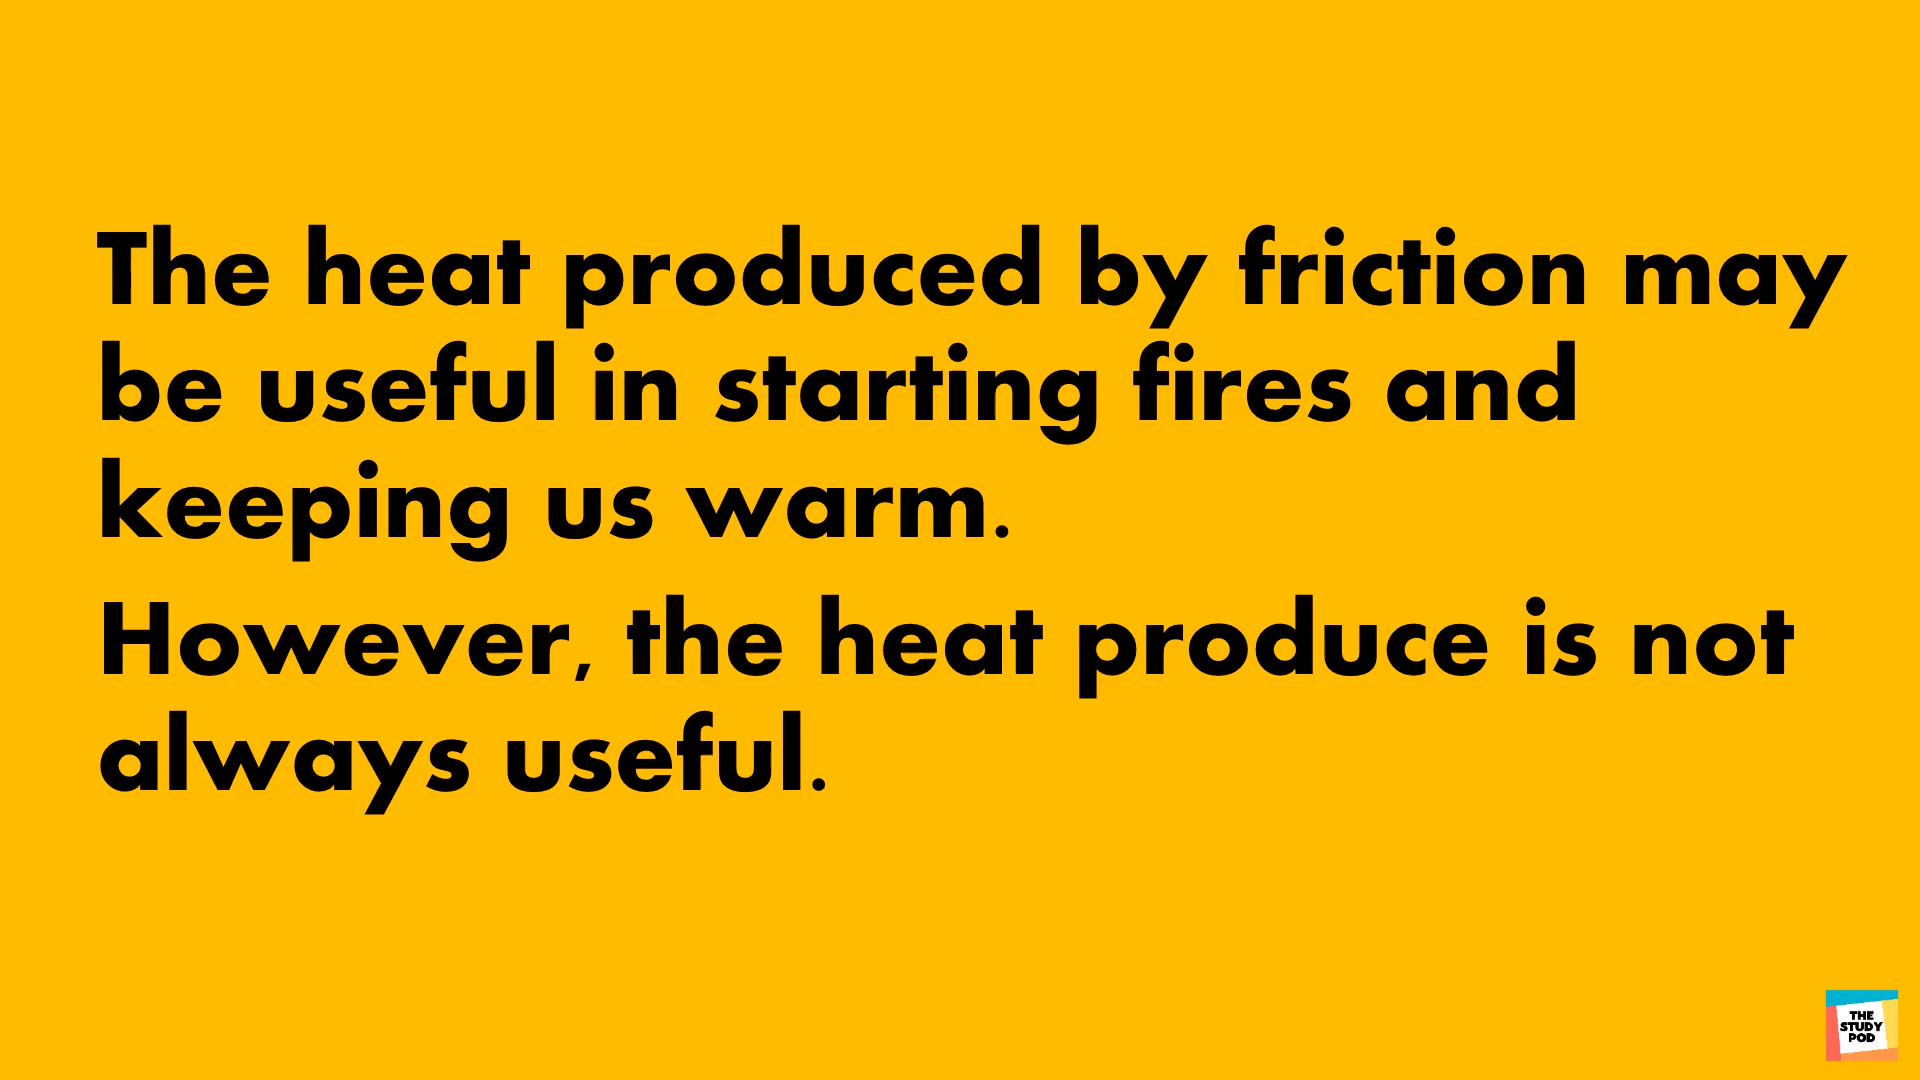 The heat produced by friction may
be useful in starting fires and
keeping us warm.
However, the heat produce is not
always useful.
THE
STUDY
POD